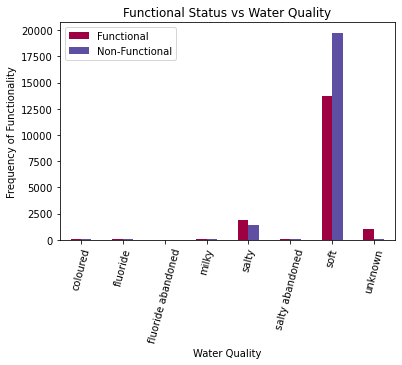 Functional Status vs Water Quality
Functional
Non-Functional
Frequency of Functionality
20000
17500
15000
12500
10000
7500
5000
2500
0
coloured
fluoride
fluoride abandoned
milky
salty
salty abandoned
soft
unknown
Water Quality